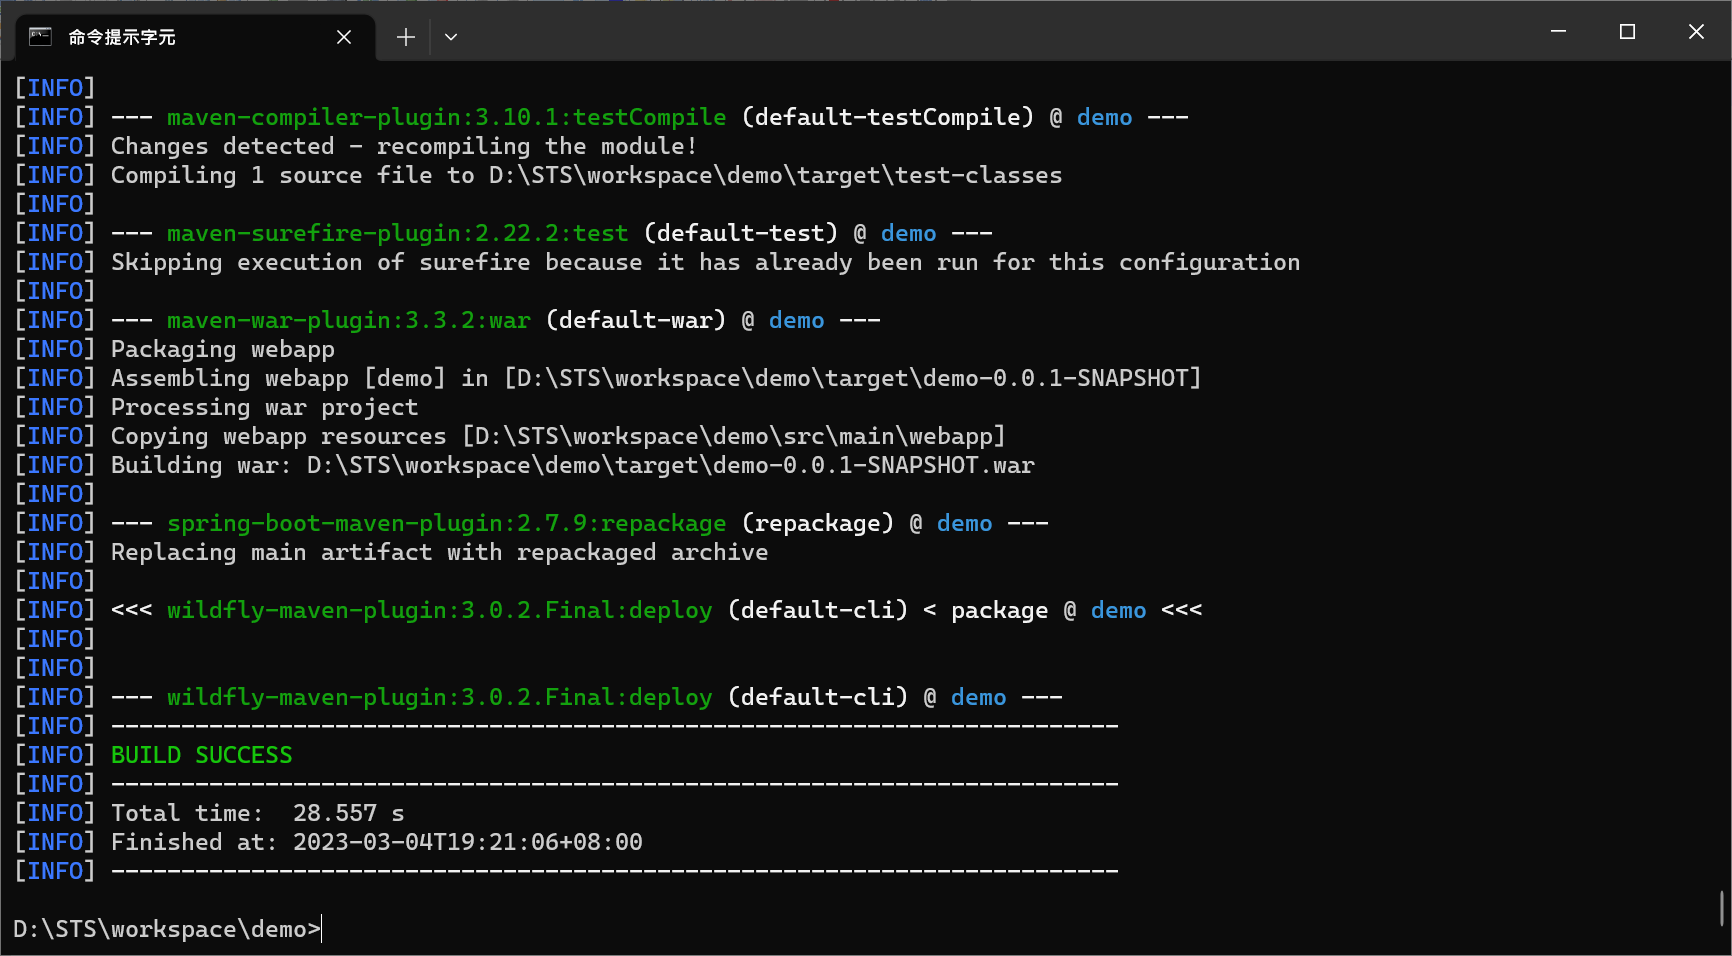 命令提示字元
[INFO]
[INFO] --- maven-compiler-plugin:3.10.1:testCompile (default-testCompile) @ demo ---
[INFO] Changes detected - recompiling the module!
[INFO] Compiling 1 source file to D:\STS\workspace\demo\target\test-classes
[INFO]
[INFO] --- maven-surefire-plugin:2.22.2:test (default-test) @ demo ---
[INFO] Skipping execution of surefire because it has already been run for this configuration
[INFO]
[INFO] --- maven-war-plugin:3.3.2:war (default-war) @ demo ---
[INFO] Packaging webapp
[INFO] Assembling webapp [demo] in [D:\STS\workspace\demo\target\demo-0.0.1-SNAPSHOT]
[INFO] Processing war project
[INFO] Copying webapp resources [D:\STS\workspace\demo\src\main\webapp]
[INFO] Building war: D:\STS\workspace\demo\target\demo-0.0.1-SNAPSHOT.war
[INFO]
[INFO] --- spring-boot-maven-plugin:2.7.9:repackage (repackage) @ demo ---
[INFO] Replacing main artifact with repackaged archive
[INFO]
[INFO] <<< wildfly-maven-plugin:3.0.2.Final:deploy (default-cli) < package @ demo <<<
[INFO]
[INFO]
[INFO] --- wildfly-maven-plugin:3.0.2.Final:deploy (default-cli) @ demo ---
[INFO] ------------------------------------------------------------------------
[INFO] BUILD SUCCESS
[INFO] ------------------------------------------------------------------------
[INFO] Total time:  28.557 s
[INFO] Finished at: 2023-03-04T19:21:06+08:00
[INFO] ------------------------------------------------------------------------
D:\STS\workspace\demo>